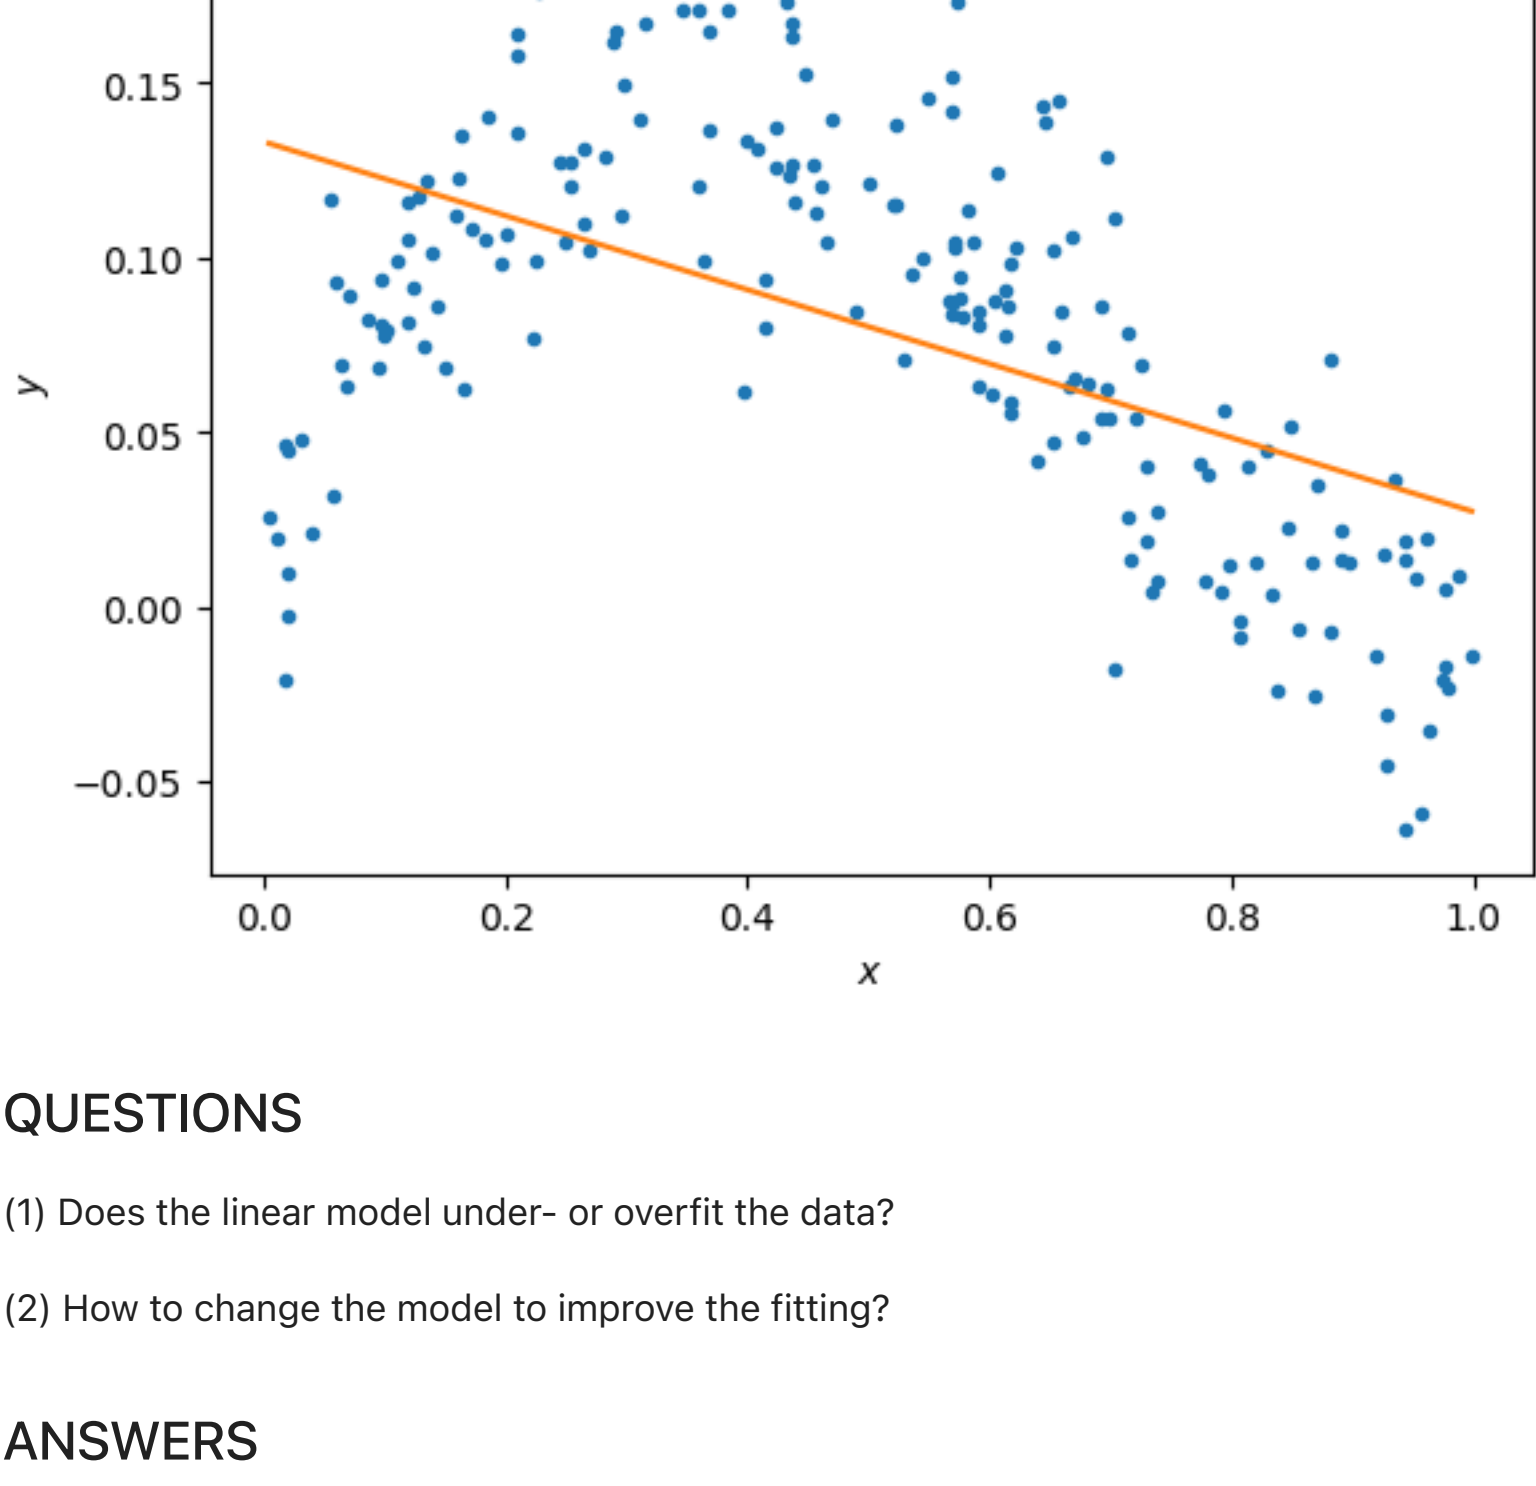 0.15
0.10
0.05
0.00
−0.05
y
0.0 0.2 0.4 0.6 0.8 1.0
x
QUESTIONS
(1) Does the linear model under- or overfit the data?
(2) How to change the model to improve the fitting?
ANSWERS